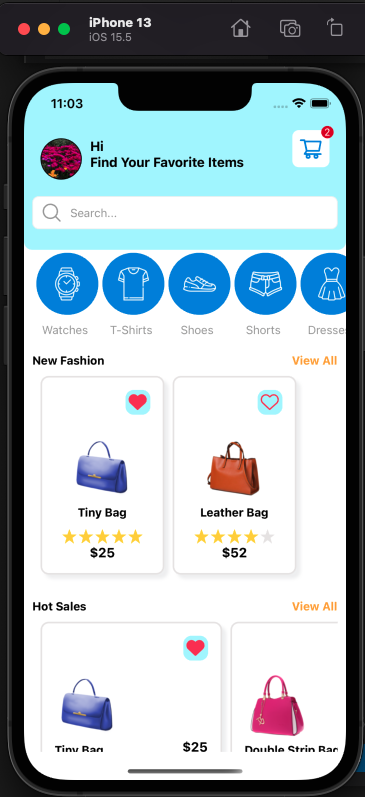 iPhone 13
iOS 15.5
11:03
2
Hi
Find Your Favorite Items
Search...
Watches
T-Shirts
Shoes
Shorts
Dresses
New Fashion
View All
Tiny Bag
Leather Bag
$25
$52
Hot Sales
View All
Tiny Bag
$25
Double Strip Bag